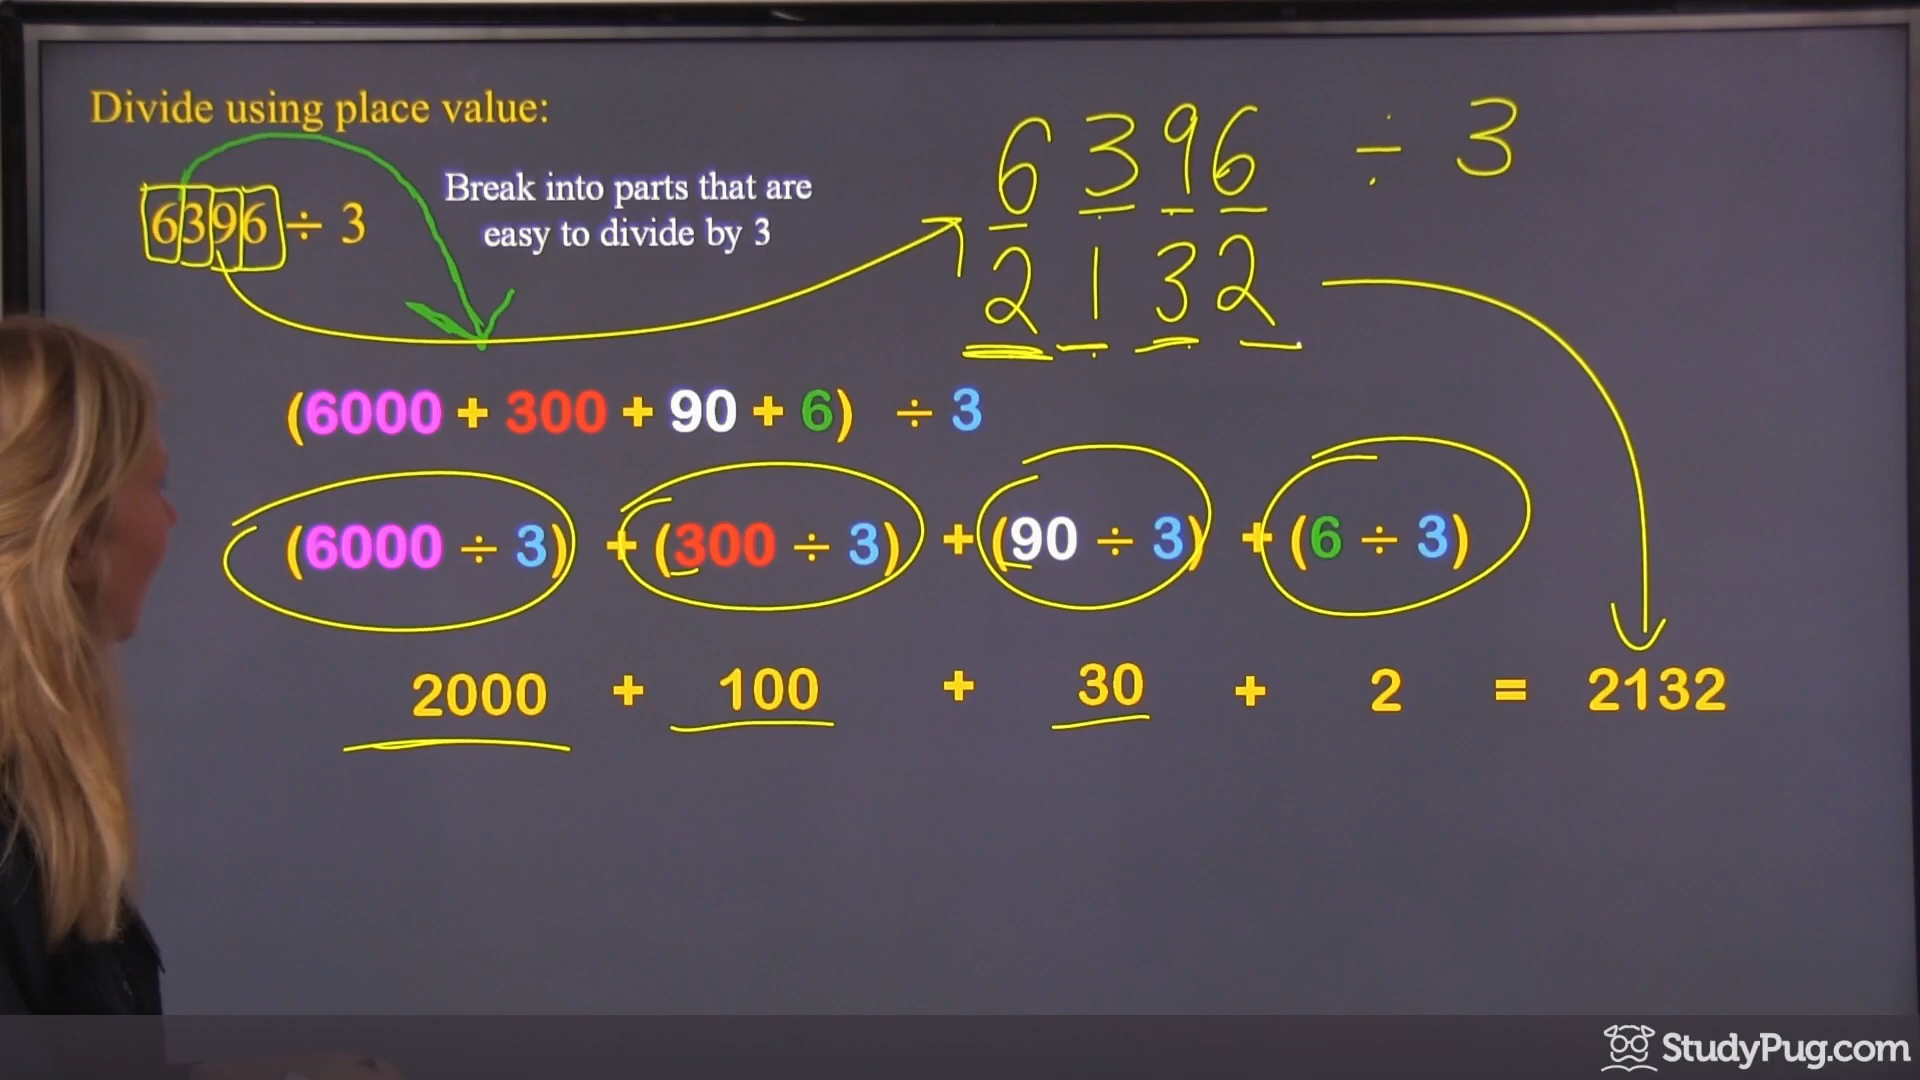 Divide using place value:
6396 ÷ 3
Break into parts that are
easy to divide by 3
6396 ÷ 3
2132
(6000 + 300 + 90 + 6) ÷ 3
(6000 ÷ 3) + (300 ÷ 3) + (90 ÷ 3) + (6 ÷ 3)
2000 + 100 + 30 + 2 = 2132
StudyPug.com